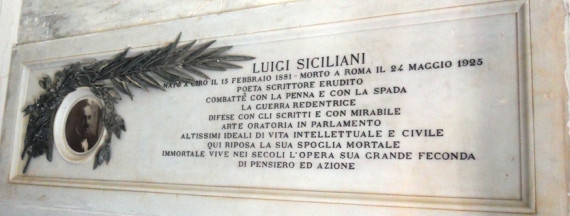 LUIGI SICILIANI
NATO A CIRÒ IL 15 FEBBRAIO 1881 - MORTO A ROMA IL 24 MAGGIO 1925
POETA SCRITTORE ERUDITO
COMBATTÈ CON LA PENNA E CON LA SPADA
LA GUERRA REDENTRICE
DIFESE CON GLI SCRITTI E CON MIRABILE
ARTE ORATORIA IN PARLAMENTO
ALTISSIMI IDEALI DI VITA INTELLETTUALE E CIVILE
QUI RIPOSA LA SUA SPOGLIA MORTALE
IMMORTALE VIVE NEI SECOLI L'OPERA SUA GRANDE FECONDA
DI PENSIERO ED AZIONE